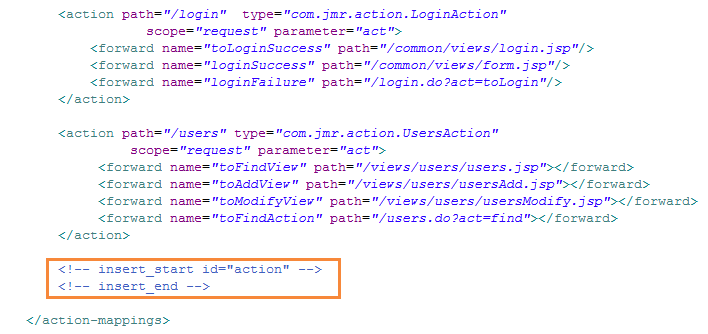 <action path="/login"  type="com.jmr.action.LoginAction"
scope="request" parameter="act">
<forward name="toLoginSuccess" path="/common/views/login.jsp"/>
<forward name="loginSuccess" path="/common/views/form.jsp"/>
<forward name="loginFailure" path="/login.do?act=toLogin"/>
</action>
<action path="/users" type="com.jmr.action.UsersAction"
scope="request" parameter="act">
<forward name="toFindView" path="/views/users/users.jsp"></forward>
<forward name="toAddView" path="/views/users/usersAdd.jsp"></forward>
<forward name="toModifyView" path="/views/users/usersModify.jsp"></forward>
<forward name="toFindAction" path="/users.do?act=find"></forward>
</action>
<!-- insert_start id="action" -->
<!-- insert_end -->
</action-mappings>